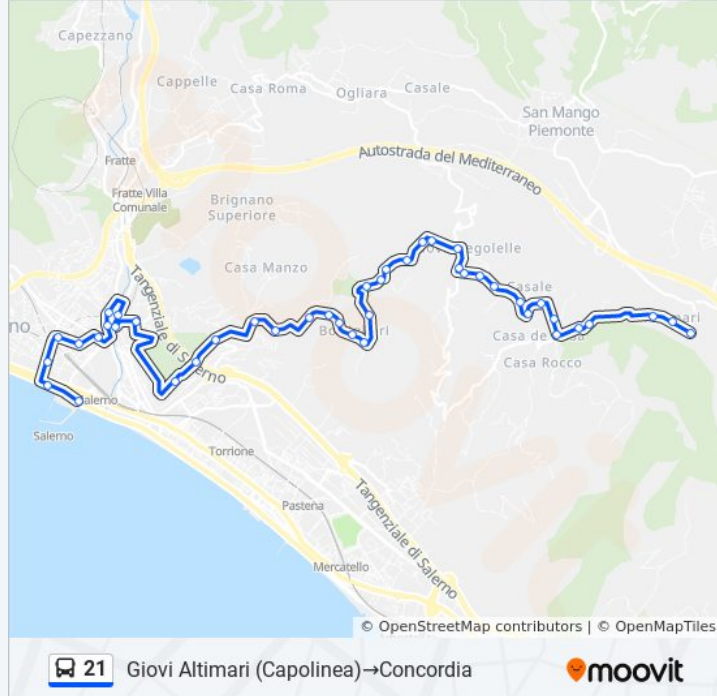 Capezzano
Cappelle
Casa Roma
Ogliara
Casale
San Mango
Piemonte
Autostrada del Mediterraneo
Fratte
Fratte Villa
Comunale
Brignano
Superiore
Casa Manzo
Tangenziale di Salerno
Casale
Casa Rocco
Salerno
Torrione
Pastena
Tangenziale di Salerno
Mercatello
© OpenStreetMap contributors | © OpenMapTiles
21 Giovi Altimari (Capolinea)→Concordia
moovit